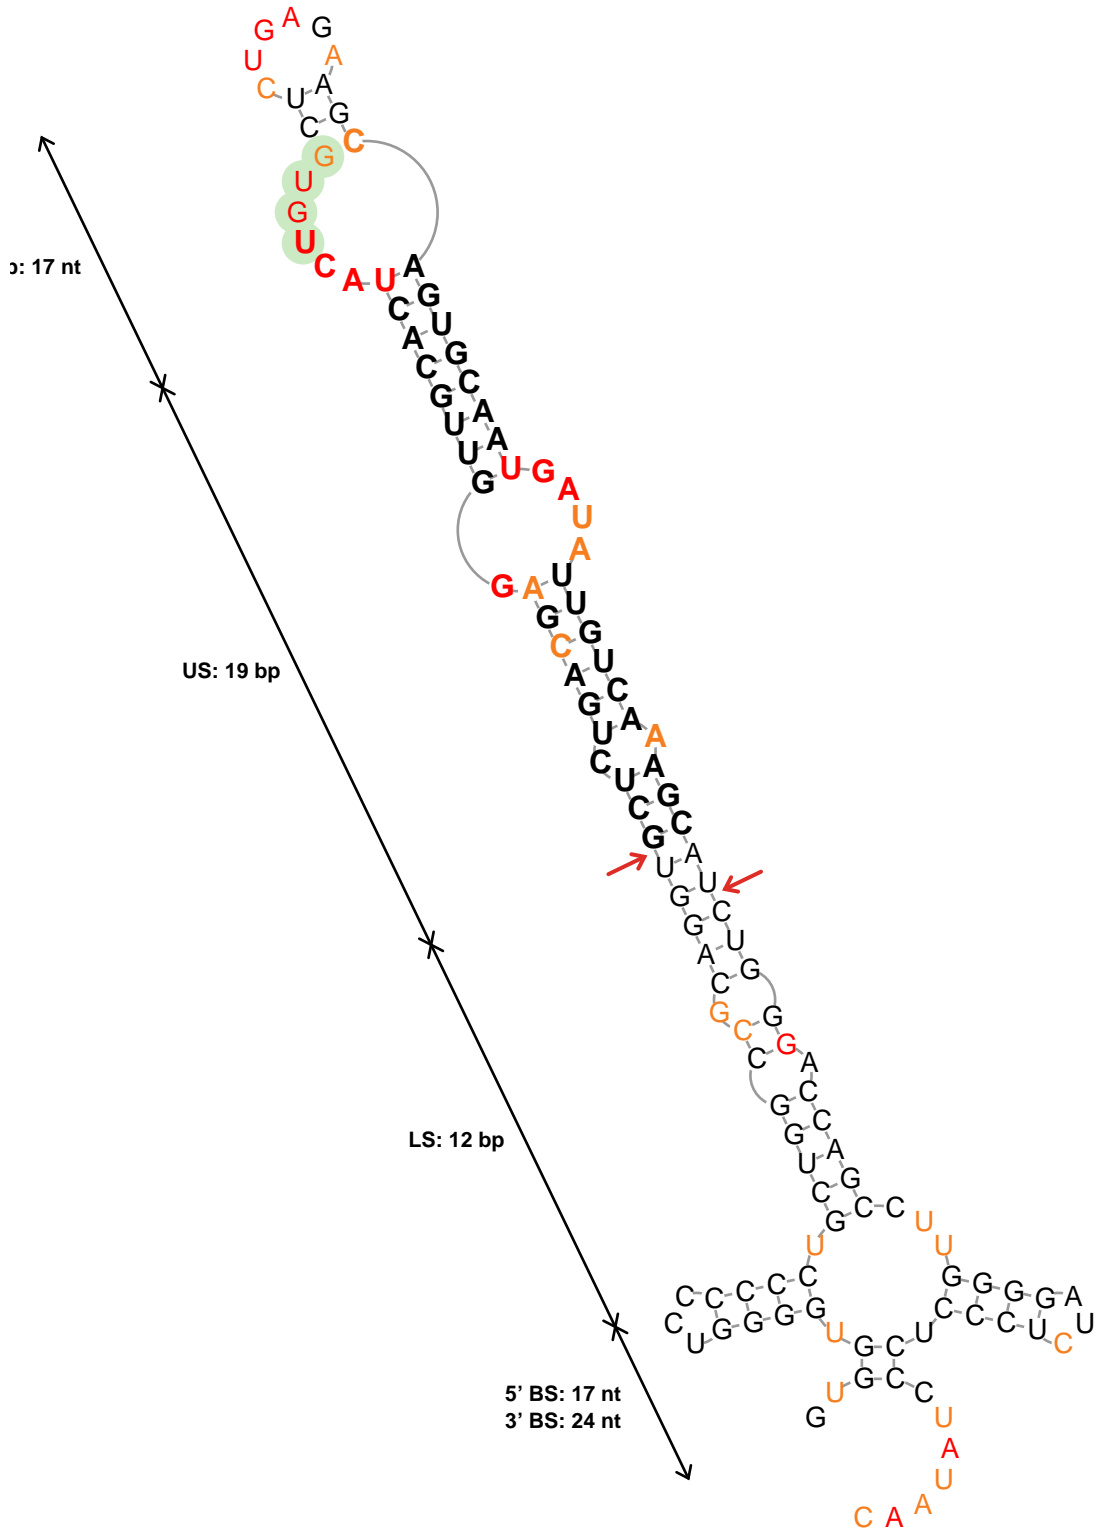 G A G
U A
C U A
C G C
G
U
G
U C A U A
C G
A U
C G
G C
U A
U A
G U G A
U
A
G A U
G U
C G
A U
G C
U A A
C A
U G
C C
G A
U U
G C
G U
A G
C G
G C G
C A
G C
G C
U A
C G
G C C U
U U
C C C C C G G G G A
C U G G G G U G C U C C C U C U
U G C C
G U
A
U
C A A
ɔ: 17 nt
US: 19 bp
LS: 12 bp
5’ BS: 17 nt
3’ BS: 24 nt